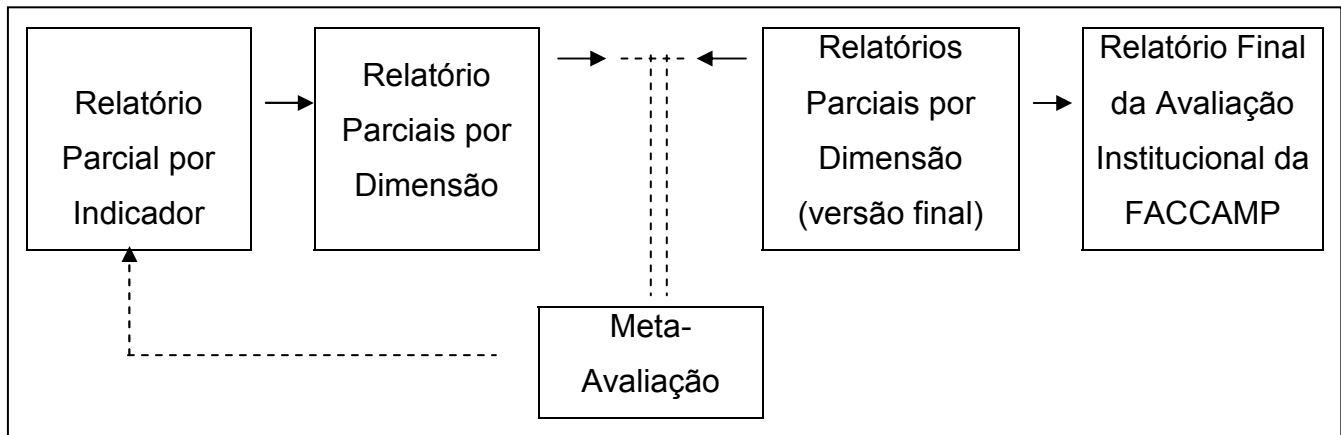 Relatório
Parcial por
Indicador
Relatório
Parciais por
Dimensão
Relatórios
Parciais por
Dimensão
(versão final)
Relatório Final
da Avaliação
Institucional da
FACCAMP
Meta-
Avaliação